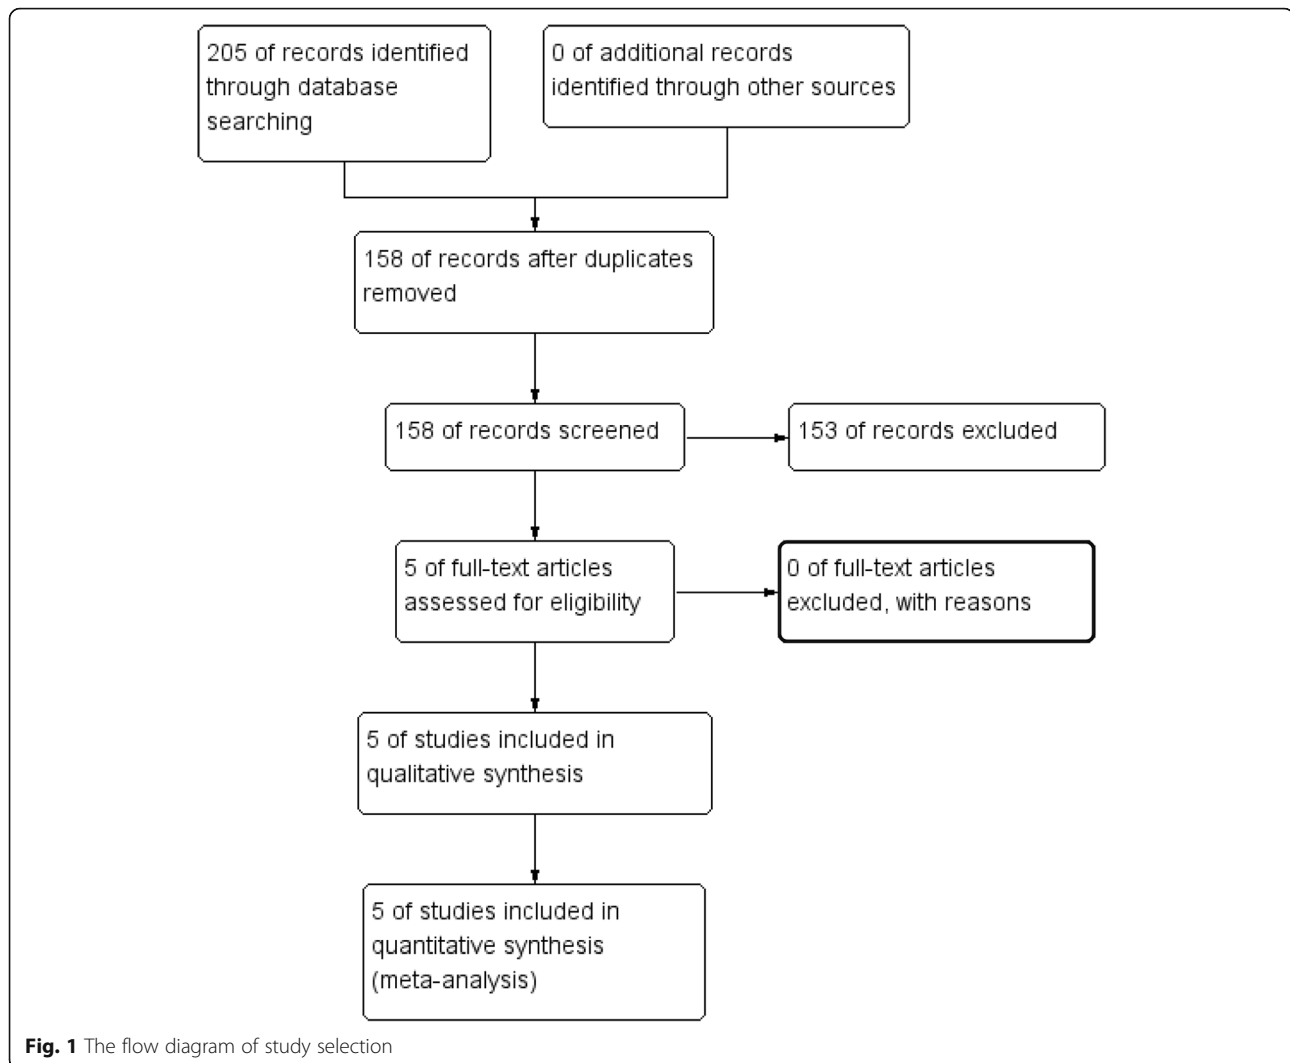 205 of records identified
through database
searching
0 of additional records
identified through other sources
158 of records after duplicates
removed
158 of records screened
153 of records excluded
5 of full-text articles
assessed for eligibility
0 of full-text articles
excluded, with reasons
5 of studies included in
qualitative synthesis
5 of studies included in
quantitative synthesis
(meta-analysis)
Fig. 1 The flow diagram of study selection